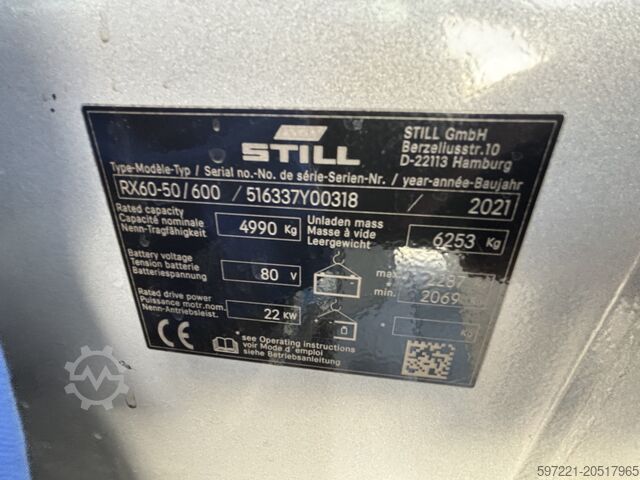 STILL
STILL GmbH
Berzeliusstr.10
D-22113 Hamburg
Type-Modèle-Typ / Serial no.-No. de série-Serien-Nr. / year-année-Baujahr
RX60-50/600 / 516337Y00318 / 2021
Rated capacity
Capacité nominale
Nenn-Tragfähigkeit
4990 Kg
Unladen mass
Masse à vide
Leergewicht
6253 Kg
Battery voltage
Tension batterie
Batteriespannung
80 V
max
min. 2069
Rated drive power
Puissance motr.nom.
Nenn-Antriebsleist.
22 KW
Kg
CE
see Operating instructions
voir Mode d'emploi
siehe Betriebsanleitung
597221-20517965